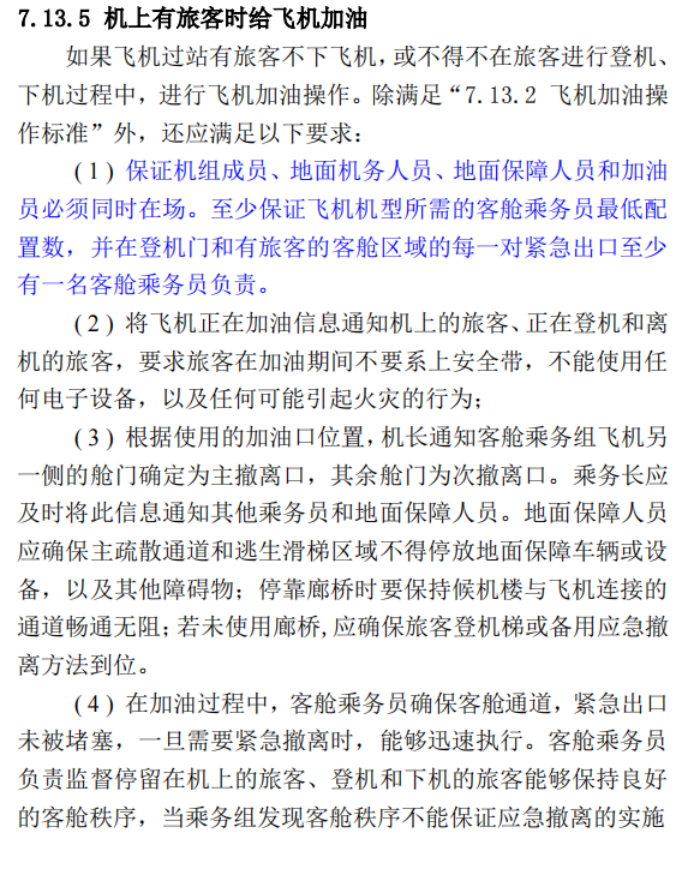 7.13.5 机上有旅客时给飞机加油
如果飞机过站有旅客不下飞机，或不得不在旅客进行登机、
下机过程中，进行飞机加油操作。除满足“7.13.2 飞机加油操
作标准”外，还应满足以下要求：
(1) 保证机组成员、地面机务人员、地面保障人员和加油
员必须同时在场。至少保证飞机机型所需的客舱乘务员最低配
置数，并在登机门和有旅客的客舱区域的每一对紧急出口至少
有一名客舱乘务员负责。
(2) 将飞机正在加油信息通知机上的旅客、正在登机和离
机的旅客，要求旅客在加油期间不要系上安全带，不能使用任
何电子设备，以及任何可能引起火灾的行为；
(3) 根据使用的加油口位置，机长通知客舱乘务组飞机另
一侧的舱门确定为主撤离口，其余舱门为次撤离口。乘务长应
及时将此信息通知其他乘务员和地面保障人员。地面保障人员
应确保主疏散通道和逃生滑梯区域不得停放地面保障车辆或设
备，以及其他障碍物；停靠廊桥时要保持候机楼与飞机连接的
通道畅通无阻；若未使用廊桥,应确保旅客登机梯或备用应急撤
离方法到位。
(4) 在加油过程中，客舱乘务员确保客舱通道，紧急出口
未被堵塞，一旦需要紧急撤离时，能够迅速执行。客舱乘务员
负责监督停留在机上的旅客、登机和下机的旅客能够保持良好
的客舱秩序，当乘务组发现客舱秩序不能保证应急撤离的实施